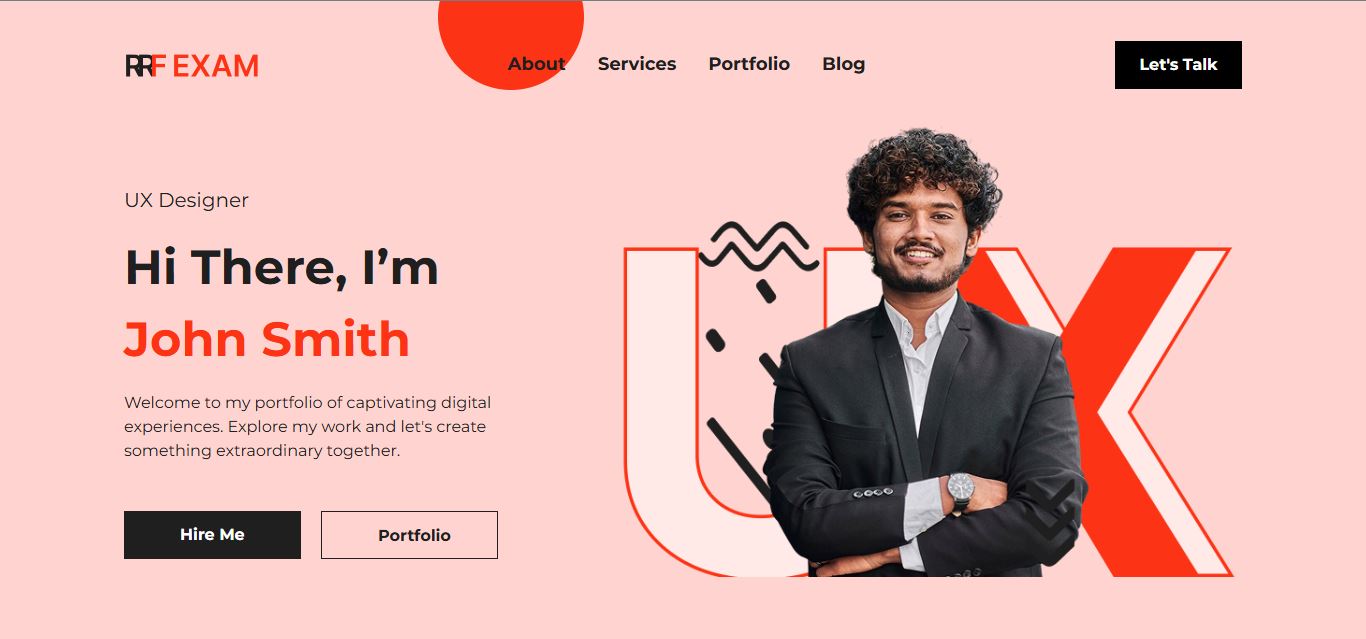 RRF EXAM
About Services Portfolio Blog
Let's Talk
UX Designer
Hi There, I’m
John Smith
Welcome to my portfolio of captivating digital
experiences. Explore my work and let's create
something extraordinary together.
Hire Me
Portfolio
UX